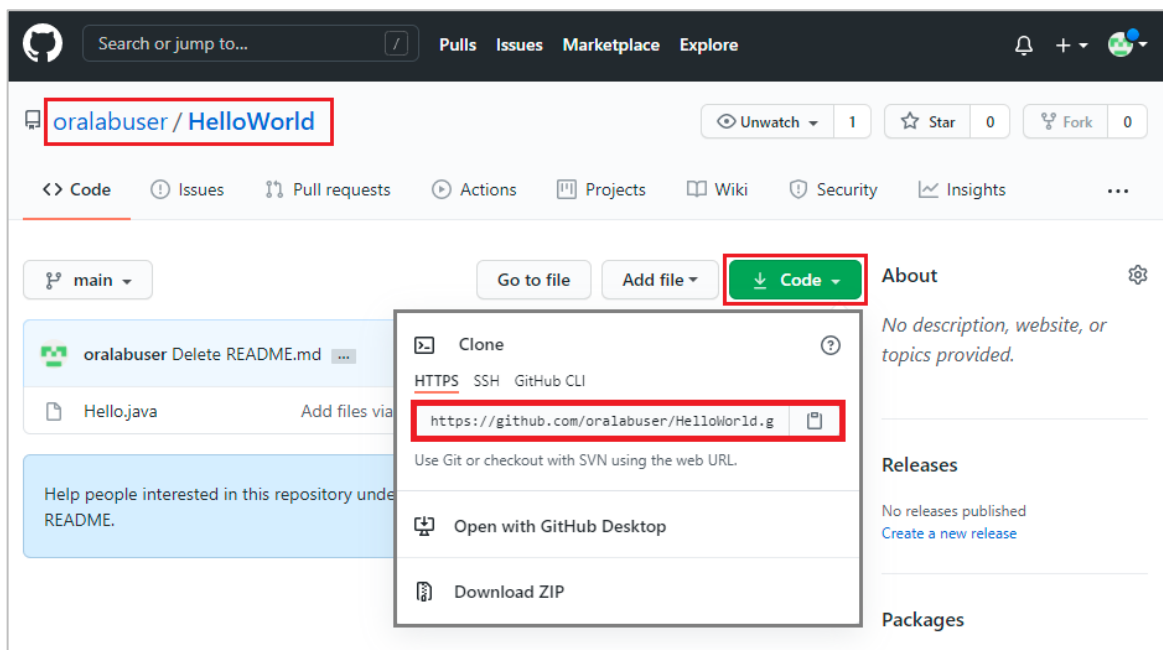 Search or jump to... /
Pulls Issues Marketplace Explore
oralabuser / HelloWorld
Unwatch 1 Star 0 Fork 0
Code Issues Pull requests Actions Projects Wiki Security Insights ...
main Go to file Add file Code
About
No description, website, or
topics provided.
oralabuser Delete README.md ...
Hello.java Add files via
Help people interested in this repository unde
README.
Clone
HTTPS SSH GitHub CLI
https://github.com/oralabuser/HelloWorld.g
Use Git or checkout with SVN using the web URL.
Open with GitHub Desktop
Download ZIP
Releases
No releases published
Create a new release
Packages